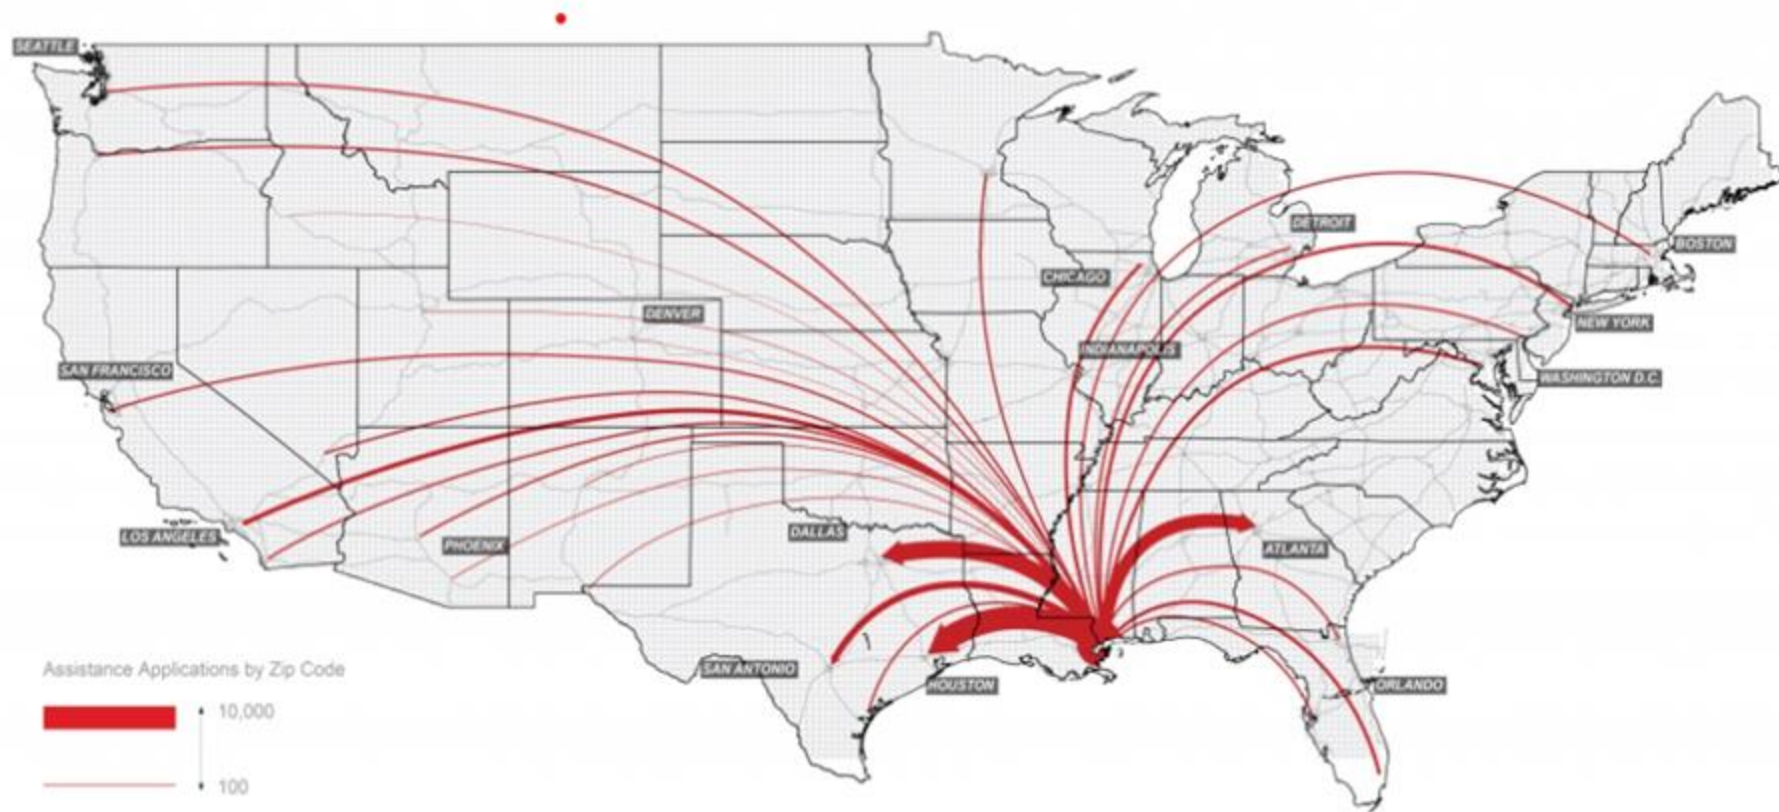 SEATTLE
DETROIT
BOSTON
CHICAGO
DENVER
NEW YORK
INDIANAPOLIS
SAN FRANCISCO
WASHINGTON D.C.
DALLAS
LOS ANGELES
PHOENIX
ATLANTA
SAN ANTONIO
HOUSTON
ORLANDO
Assistance Applications by Zip Code
10,000
100